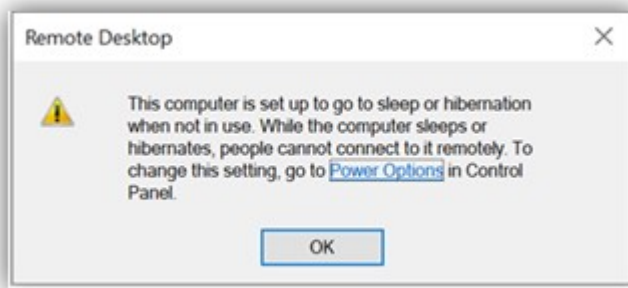 Remote Desktop
This computer is set up to go to sleep or hibernation
when not in use. While the computer sleeps or
hibernates, people cannot connect to it remotely. To
change this setting, go to Power Options in Control
Panel.
OK